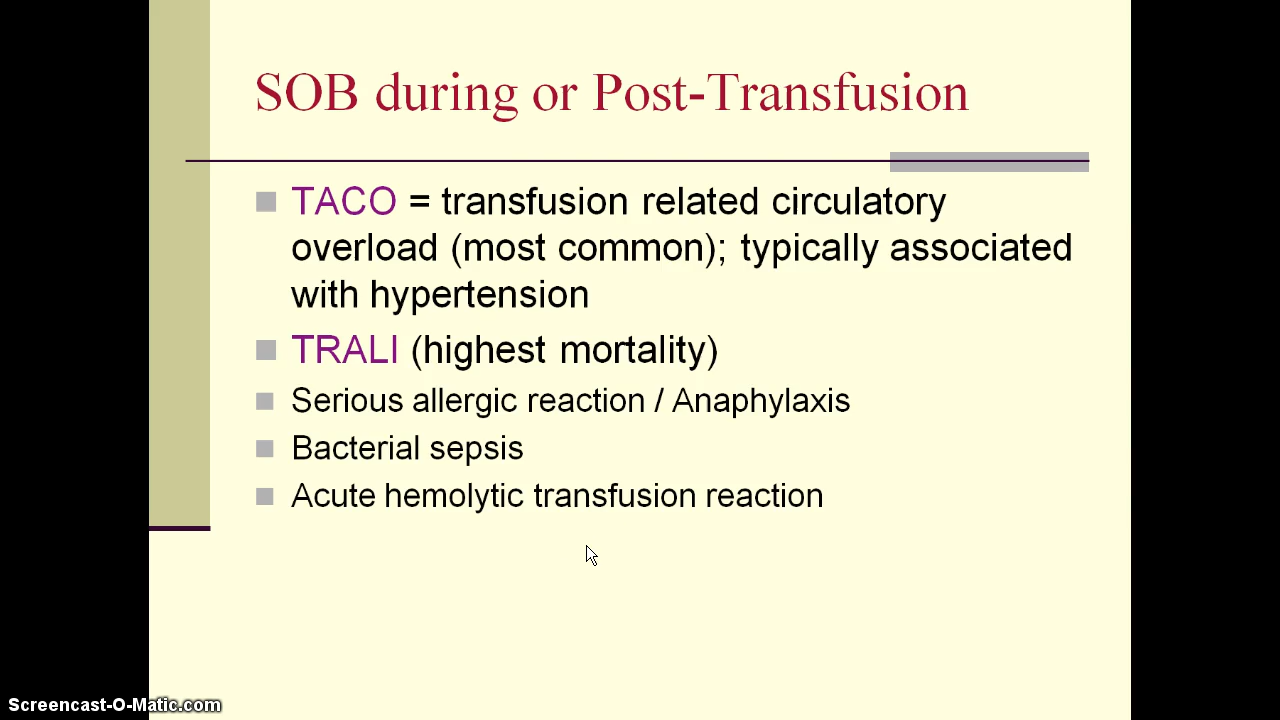 SOB during or Post-Transfusion
TACO = transfusion related circulatory
overload (most common); typically associated
with hypertension
TRALI (highest mortality)
Serious allergic reaction / Anaphylaxis
Bacterial sepsis
Acute hemolytic transfusion reaction
Screencast-O-Matic.com